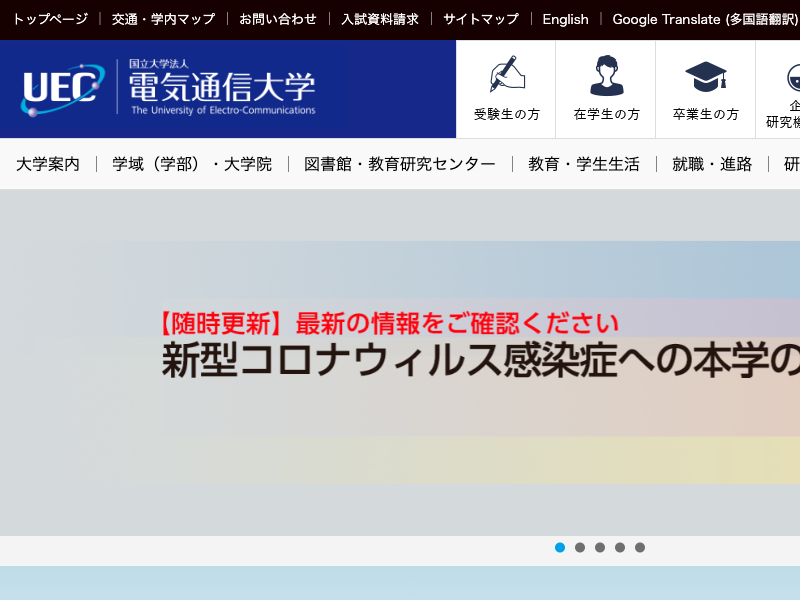 トップページ
交通・学内マップ
お問い合わせ
入試資料請求
サイトマップ
English
Google Translate (多国語翻訳)
UEC
国立大学法人
電気通信大学
The University of Electro-Communications
受験生の方
在学生の方
卒業生の方
企
研究機
大学案内
学域（学部）・大学院
図書館・教育研究センター
教育・学生生活
就職・進路
研
【随時更新】最新の情報をご確認ください
新型コロナウィルス感染症への本学の